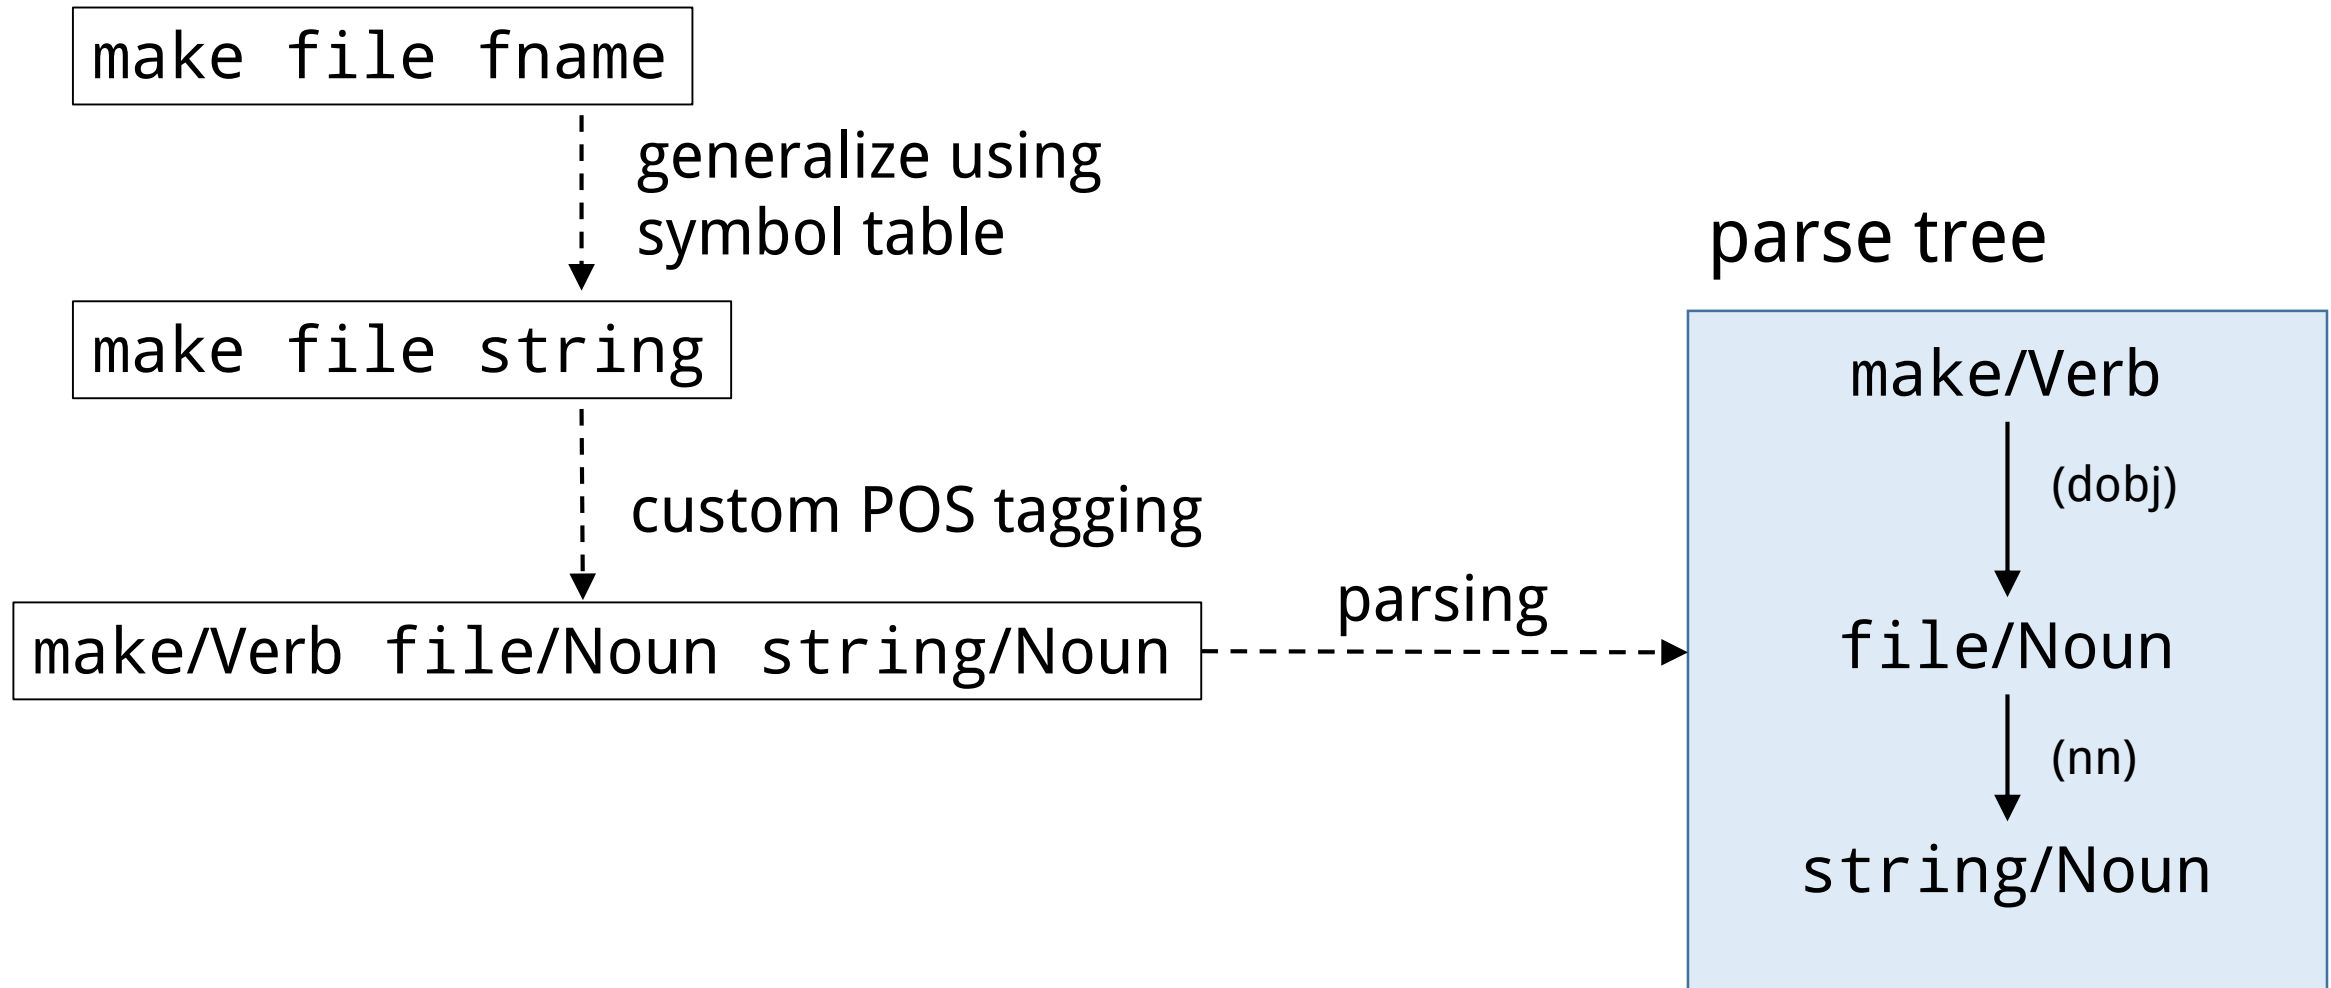 make file fname
generalize using
symbol table
make file string
custom POS tagging
make/Verb file/Noun string/Noun
parsing
parse tree
make/Verb
(dobj)
file/Noun
(nn)
string/Noun